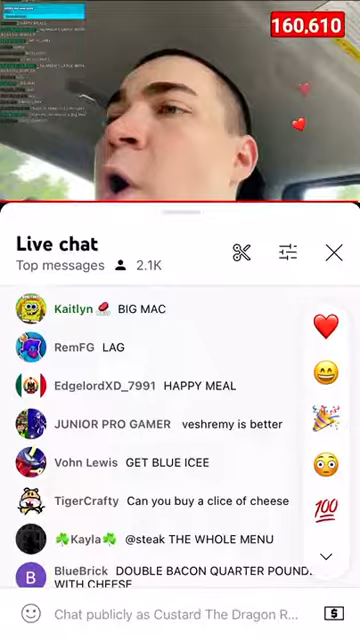 160,610
Live chat
Top messages 2.1K
Kaitlyn BIG MAC
RemFG LAG
EdgelordXD_7991 HAPPY MEAL
JUNIOR PRO GAMER veshremy is better
Vohn Lewis GET BLUE ICEE
TigerCrafty Can you buy a clice of cheese
☘Kayla☘ @steak THE WHOLE MENU
B BlueBrick DOUBLE BACON QUARTER POUND
WITH CHEESE
100
Chat publicly as Custard The Dragon R...